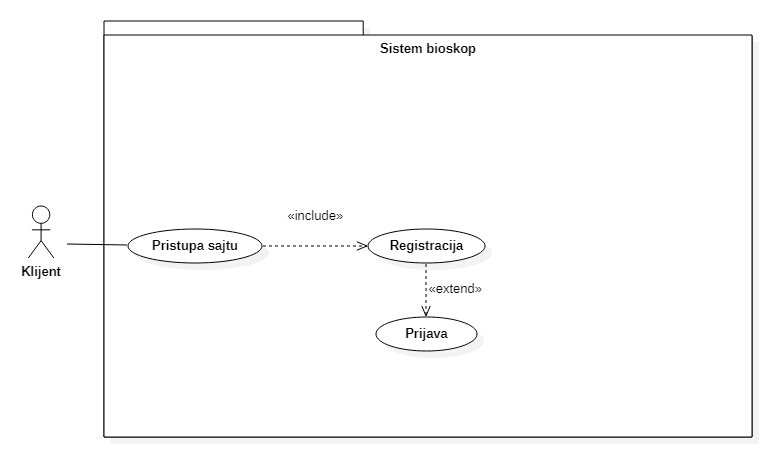 Sistem bioskop
«include»
Pristupa sajtu
Registracija
Klijent
«extend»
Prijava